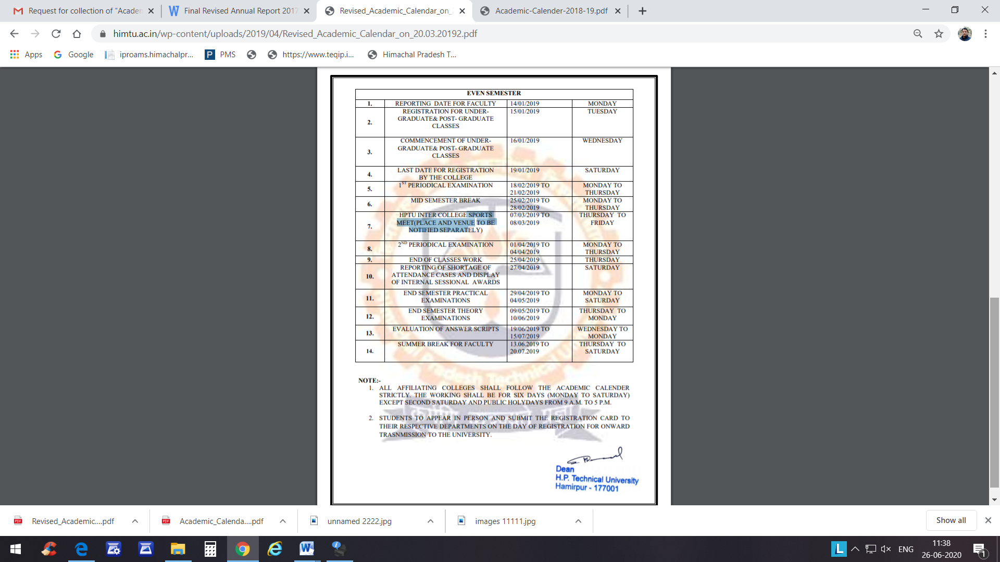 Request for collection of "Acader
Final Revised Annual Report 2017
Revised_Academic_Calendar_on_
Academic-Calender-2018-19.pdf
himtu.ac.in/wp-content/uploads/2019/04/Revised_Academic_Calendar_on_20.03.20192.pdf
Apps
Google
iproams.himachalpr...
PMS
https://www.teqip.i...
Himachal Pradesh T...
EVEN SEMESTER
1. REPORTING DATE FOR FACULTY 14/01/2019 MONDAY
2. REGISTRATION FOR UNDER- 15/01/2019 TUESDAY
GRADUATE& POST- GRADUATE
CLASSES
3. COMMENCEMENT OF UNDER- 16/01/2019 WEDNESDAY
GRADUATE& POST- GRADUATE
CLASSES
4. LAST DATE FOR REGISTRATION 19/01/2019 SATURDAY
BY THE COLLEGE
5. 1ST PERIODICAL EXAMINATION 18/02/2019 TO MONDAY TO
21/02/2019 THURSDAY
6. MID SEMESTER BREAK 25/02/2019 TO MONDAY TO
28/02/2019 THURSDAY
7. HPTU INTER COLLEGE SPORTS 07/03/2019 TO THURSDAY TO
MEET(PLACE AND VENUE TO BE 08/03/2019 FRIDAY
NOTIFIED SEPARATELY)
8. 2ND PERIODICAL EXAMINATION 01/04/2019 TO MONDAY TO
04/04/2019 THURSDAY
9. END OF CLASSES WORK 25/04/2019 THURSDAY
10. REPORTING OF SHORTAGE OF 27/04/2019 SATURDAY
ATTENDANCE CASES AND DISPLAY
OF INTERNAL SESSIONAL AWARDS
11. END SEMESTER PRACTICAL 29/04/2019 TO MONDAY TO
EXAMINATIONS 04/05/2019 SATURDAY
12. END SEMESTER THEORY 09/05/2019 TO THURSDAY TO
EXAMINATIONS 10/06/2019 MONDAY
13. EVALUATION OF ANSWER SCRIPTS 19/06/2019 TO WEDNESDAY TO
15/07/2019 MONDAY
14. SUMMER BREAK FOR FACULTY 13.06.2019 TO THURSDAY TO
20.07.2019 SATURDAY
NOTE:-
1. ALL AFFILIATING COLLEGES SHALL FOLLOW THE ACADEMIC CALENDER
STRICTLY. THE WORKING SHALL BE FOR SIX DAYS (MONDAY TO SATURDAY)
EXCEPT SECOND SATURDAY AND PUBLIC HOLYDAYS FROM 9 A.M. TO 5 P.M.
2. STUDENTS TO APPEAR IN PERSON AND SUBMIT THE REGISTRATION CARD TO
THEIR RESPECTIVE DEPARTMENTS ON THE DAY OF REGISTRATION FOR ONWARD
TRASNMISSION TO THE UNIVERSITY.
Dean
H.P. Technical University
Hamirpur - 177001
Revised_Academic....pdf
Academic_Calenda....pdf
unnamed 2222.jpg
images 11111.jpg
Show all
ENG
11:38
26-06-2020
1